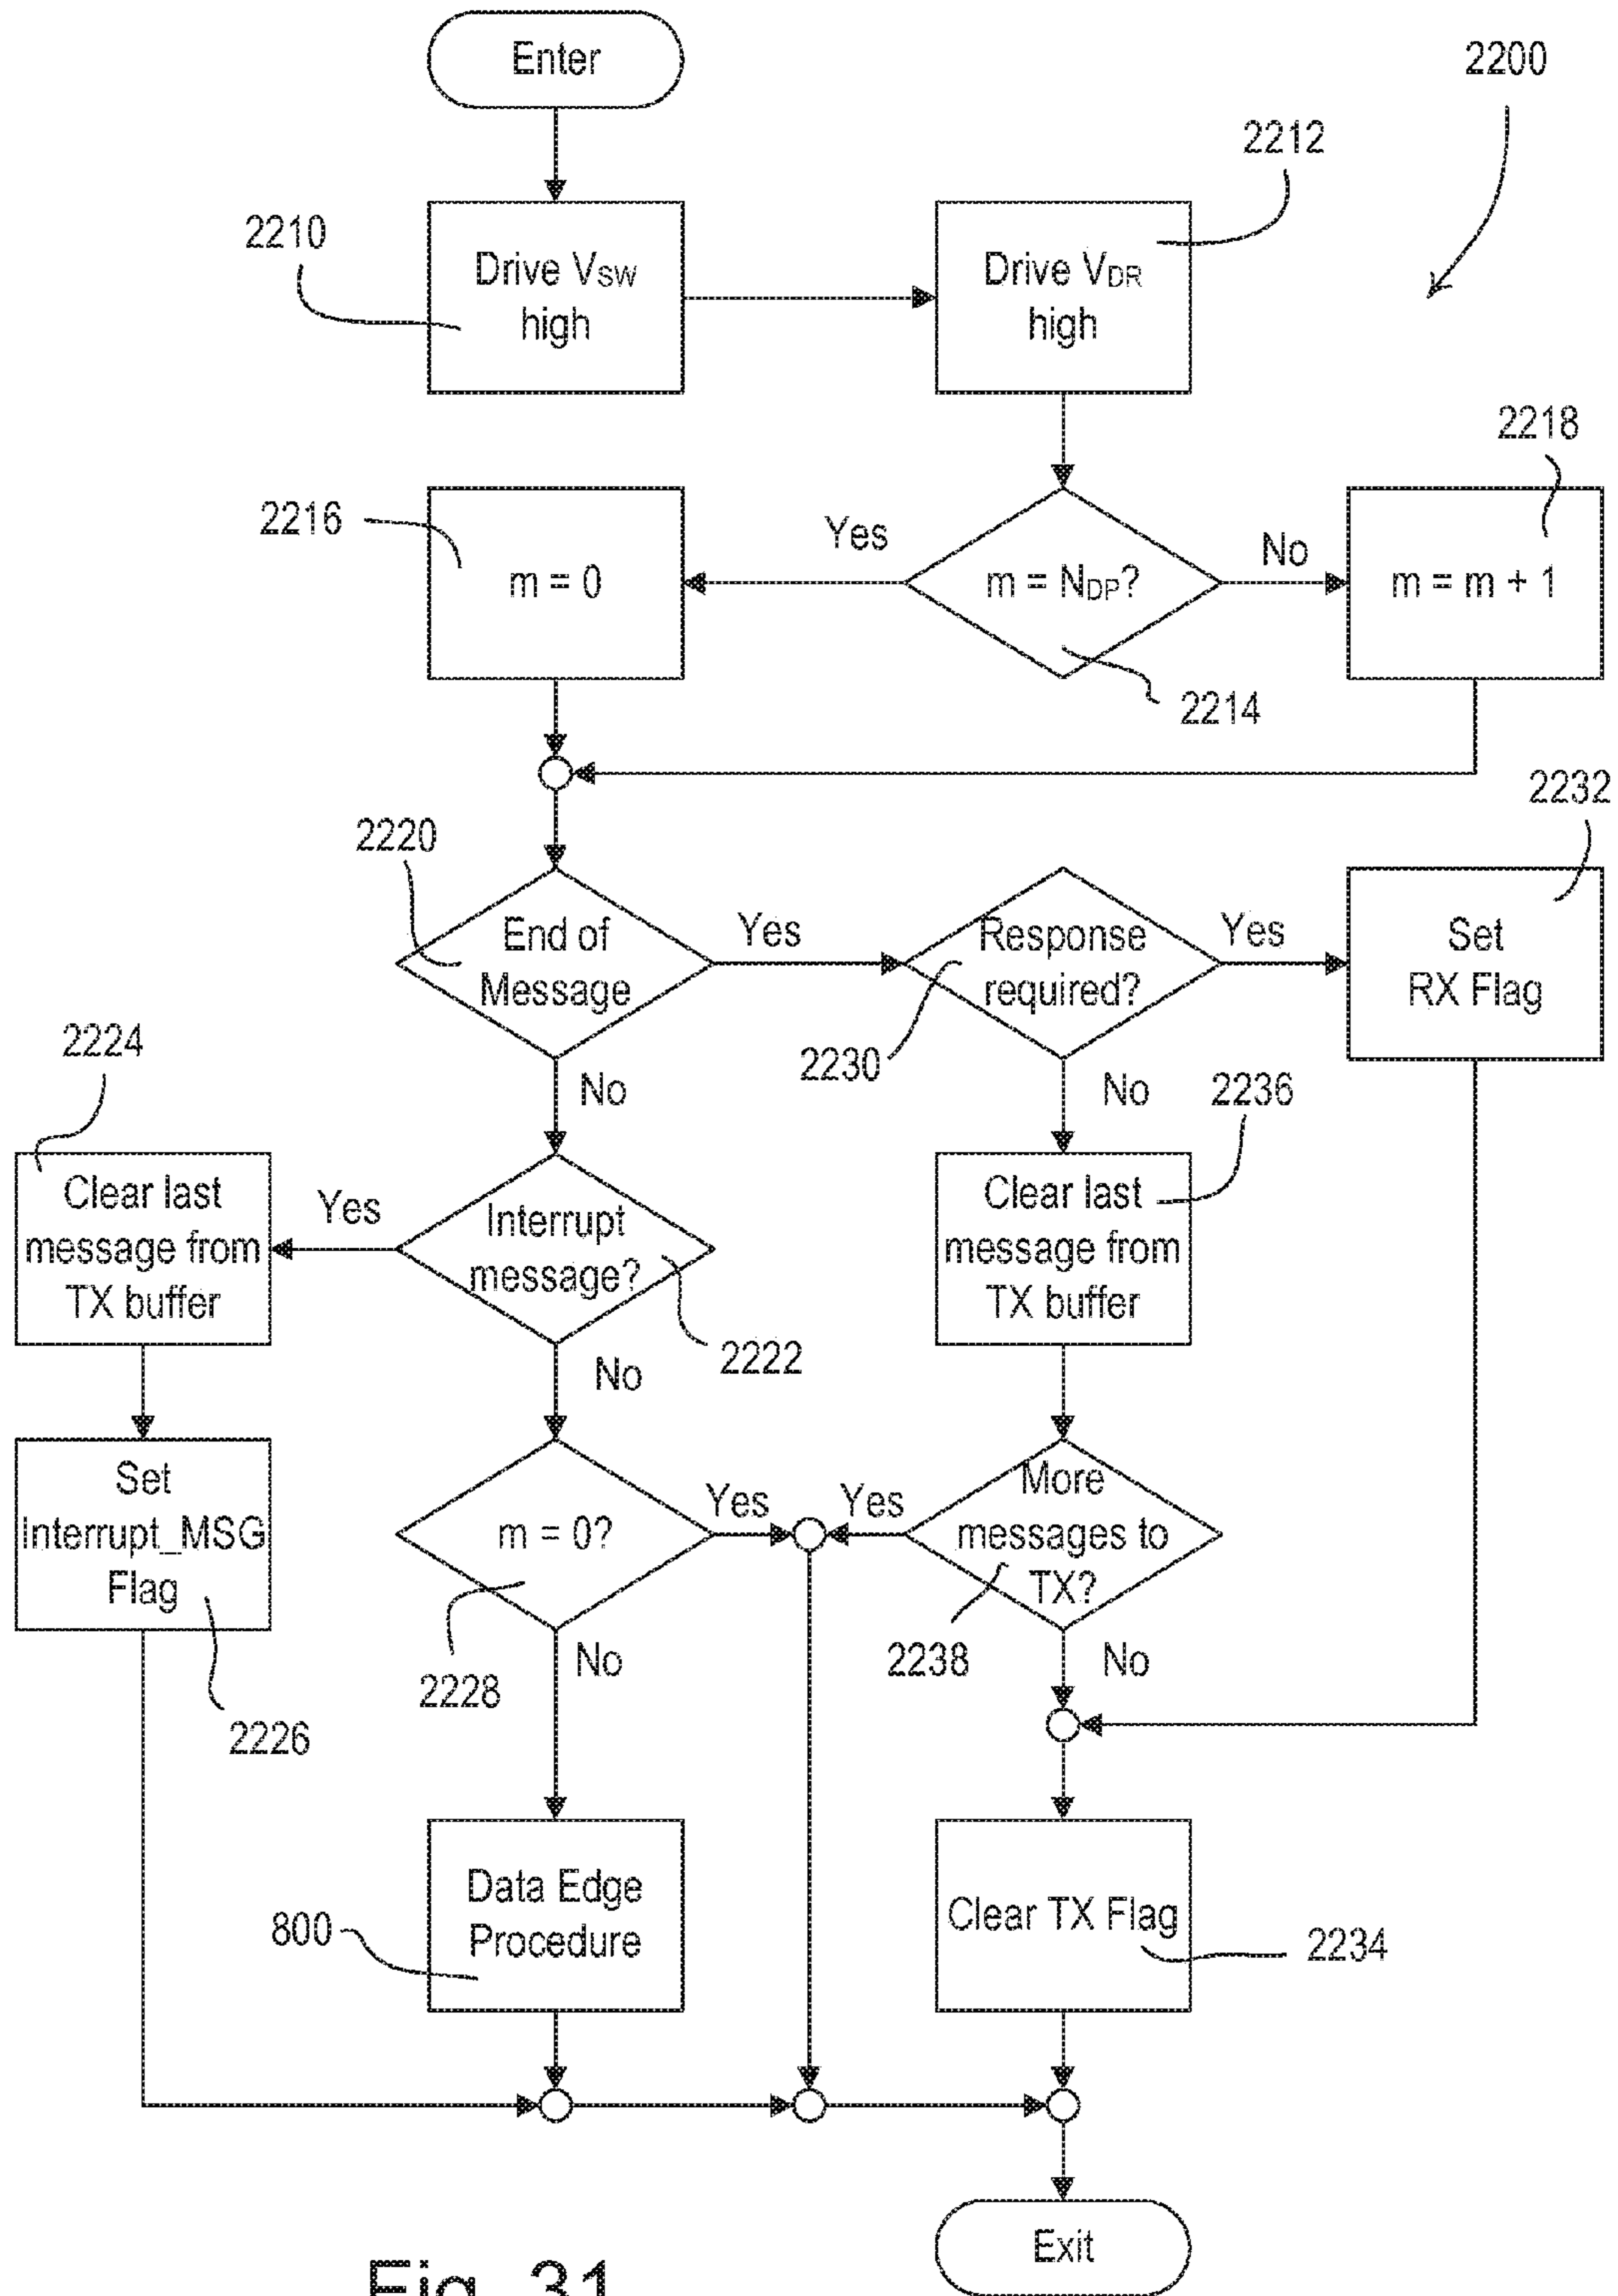 Enter
2200
2212
2210
Drive VSW
high
Drive VDR
high
2218
2216
m = 0
Yes
m = NDP?
No
m = m + 1
2214
2232
2220
End of
Message
Yes
Response
required?
Yes
Set
RX Flag
2224
2230
No
No
2236
Clear last
message from
TX buffer
Yes
Interrupt
message?
Clear last
message from
TX buffer
2222
No
Set
Interrupt_MSG
Flag
m = 0?
Yes
Yes
More
messages to
TX?
2226
2228
No
2238
No
800
Data Edge
Procedure
Clear TX Flag
2234
Exit
Fig. 31